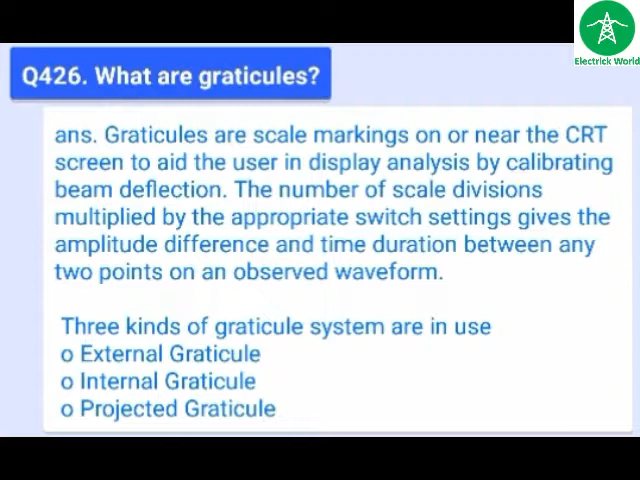 Electrick World
Q426. What are graticules?
ans. Graticules are scale markings on or near the CRT
screen to aid the user in display analysis by calibrating
beam deflection. The number of scale divisions
multiplied by the appropriate switch settings gives the
amplitude difference and time duration between any
two points on an observed waveform.
Three kinds of graticule system are in use
o External Graticule
o Internal Graticule
o Projected Graticule